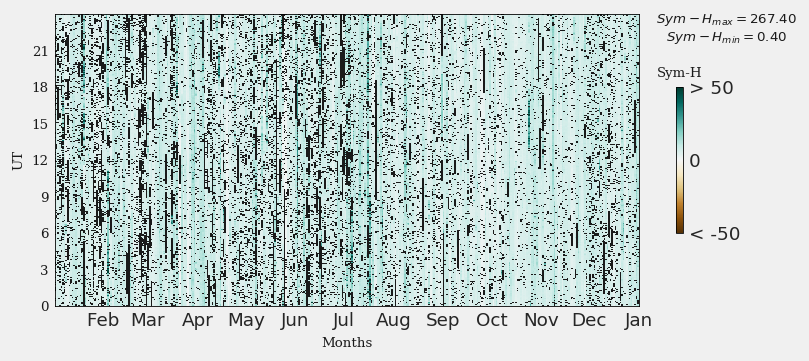 Sym-H_max = 267.40
Sym-H_min = 0.40
Sym-H
> 50
0
< -50
21
18
15
12
9
6
3
0
UT
Feb Mar Apr May Jun Jul Aug Sep Oct Nov Dec Jan
Months